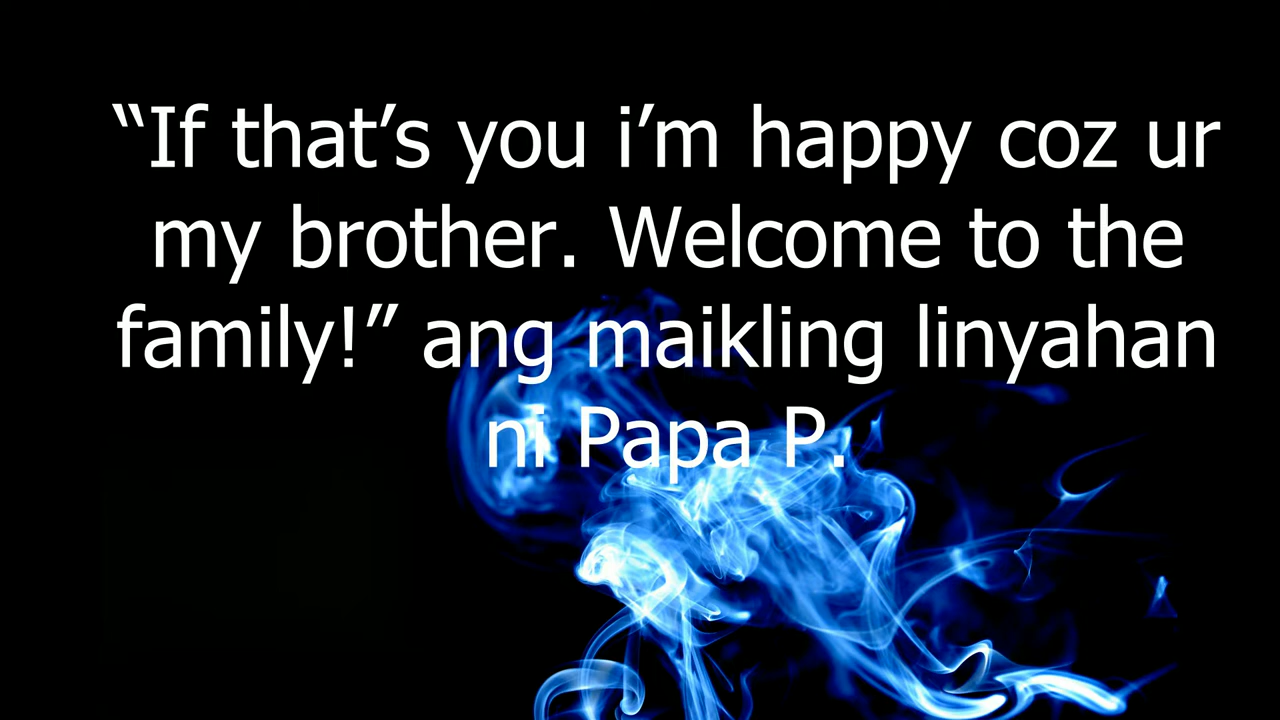 “If that’s you i’m happy coz ur
my brother. Welcome to the
family!” ang maikling linyahan
ni Papa P.